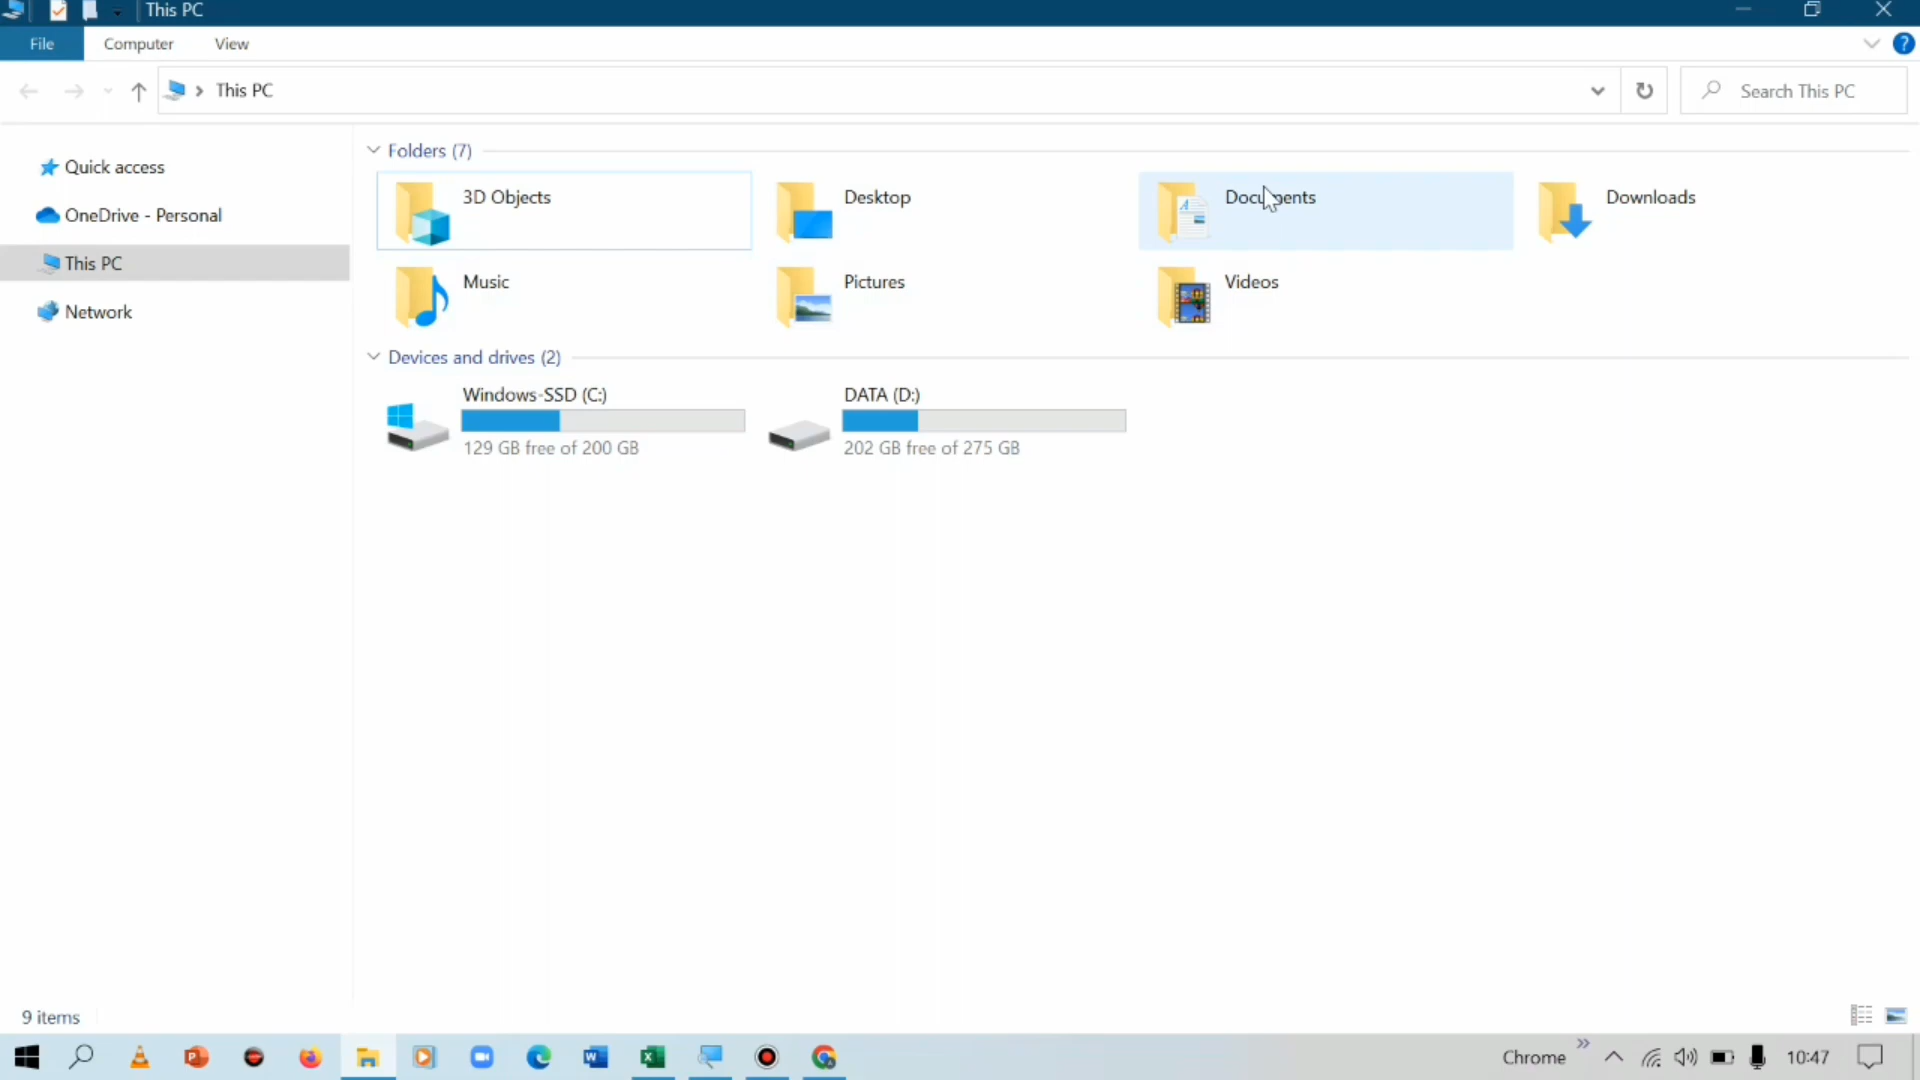 This PC
File Computer View
This PC
Search This PC
Quick access
OneDrive - Personal
This PC
Network
Folders (7)
3D Objects
Desktop
Documents
Downloads
Music
Pictures
Videos
Devices and drives (2)
Windows-SSD (C:)
129 GB free of 200 GB
DATA (D:)
202 GB free of 275 GB
9 items
Chrome
10:47